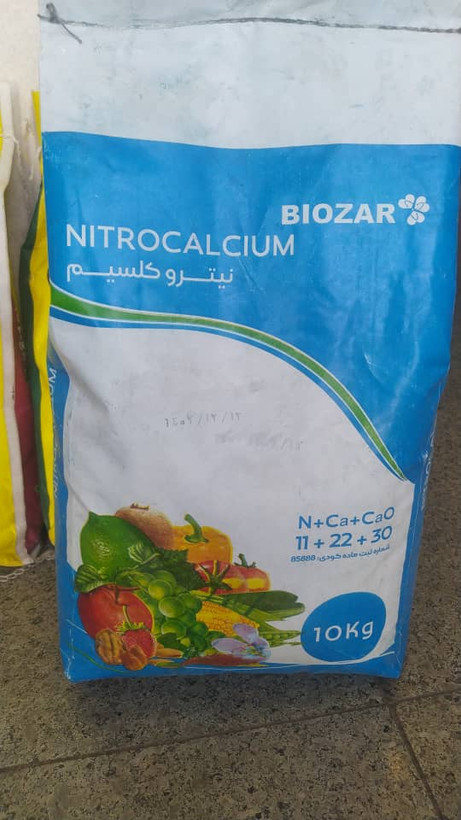 BIOZAR
NITROCALCIUM
نیترو کلسیم
N+Ca+CaO
11 + 22 + 30
شماره ثبت ماده کودی: 85888
10Kg